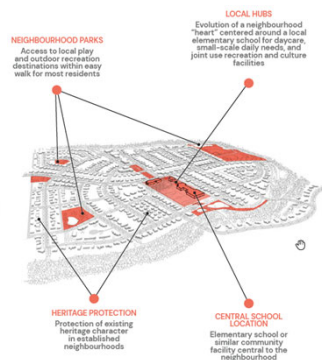 LOCAL HUBS
Evolution of a neighbourhood
"heart" centered around a local
elementary school for daycare,
small-scale daily needs, and
joint use recreation and culture
facilities
NEIGHBOURHOOD PARKS
Access to local play
and outdoor recreation
destinations within easy
walk for most residents
HERITAGE PROTECTION
Protection of existing
heritage character
in established
neighbourhoods
CENTRAL SCHOOL
LOCATION
Elementary school or
similar community
facility central to the
neighbourhood